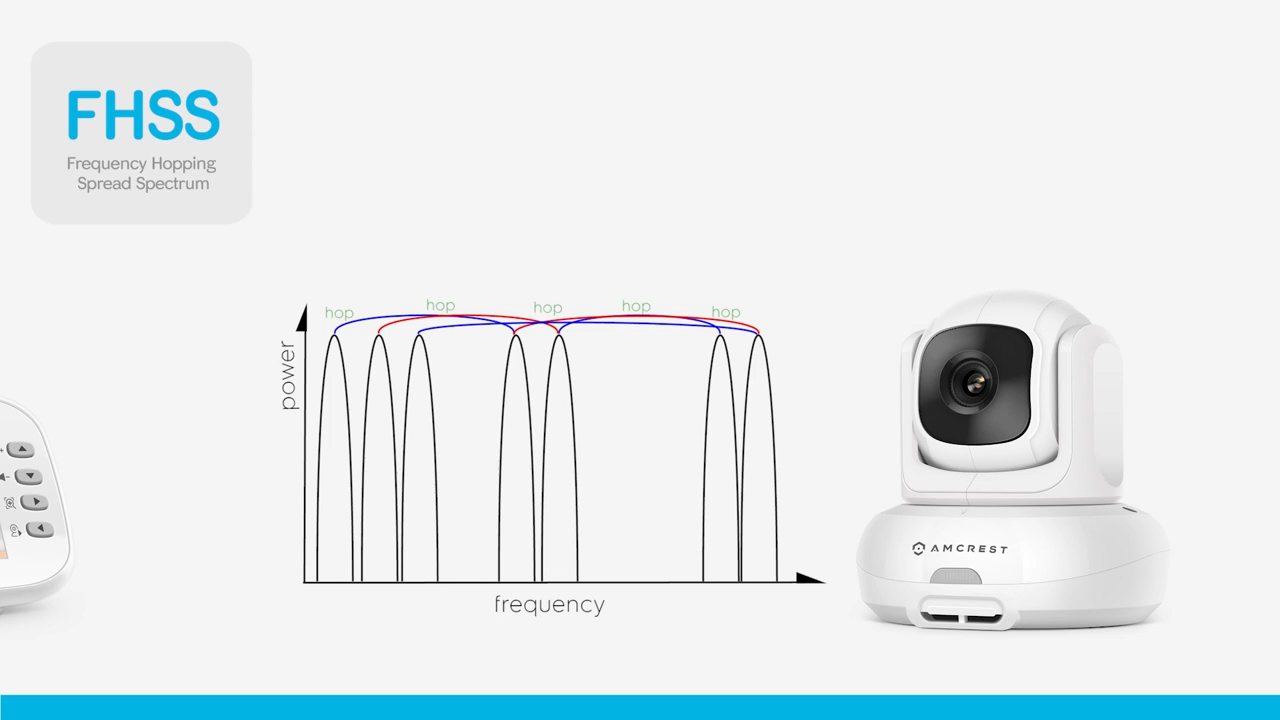 FHSS
Frequency Hopping
Spread Spectrum
hop
hop
hop
hop
hop
power
frequency
AMCREST